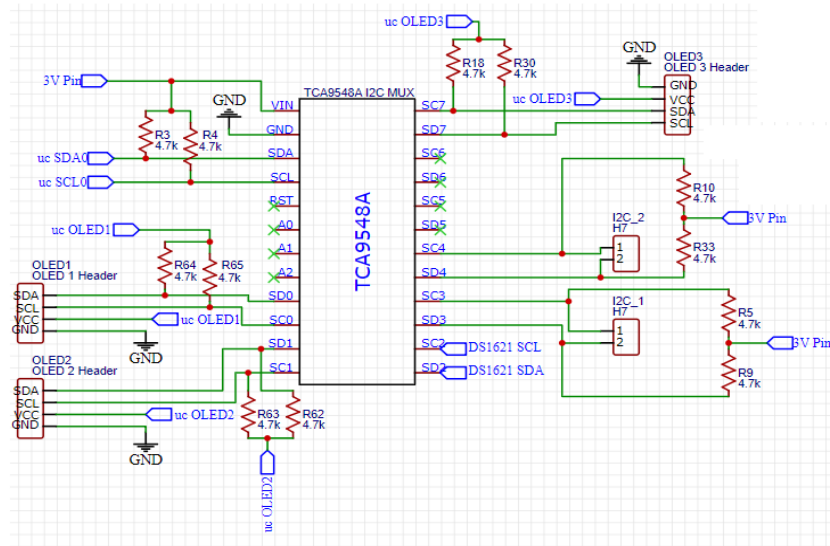 uc OLED3
R18
4.7k
R30
4.7k
GND
OLED3
OLED 3 Header
GND
VCC
SDA
SCL
uc OLED3
3V Pin
GND
R3
4.7k
R4
4.7k
uc SDA0
uc SCL0
TCA9548A I2C MUX
TCA9548A
VIN
GND
SDA
SCL
RST
A0
A1
A2
SD0
SC0
SD1
SC1
SC7
SD7
SC6
SD6
SC5
SD5
SC4
SD4
SC3
SD3
SC2
SD2
DS1621 SCL
DS1621 SDA
R10
4.7k
3V Pin
R33
4.7k
I2C_2
H7
1
2
I2C_1
H7
1
2
R5
4.7k
3V Pin
R9
4.7k
uc OLED1
R64
4.7k
R65
4.7k
OLED1
OLED 1 Header
SDA
SCL
VCC
GND
uc OLED1
GND
OLED2
OLED 2 Header
SDA
SCL
VCC
GND
uc OLED2
GND
R63
4.7k
R62
4.7k
uc OLED2